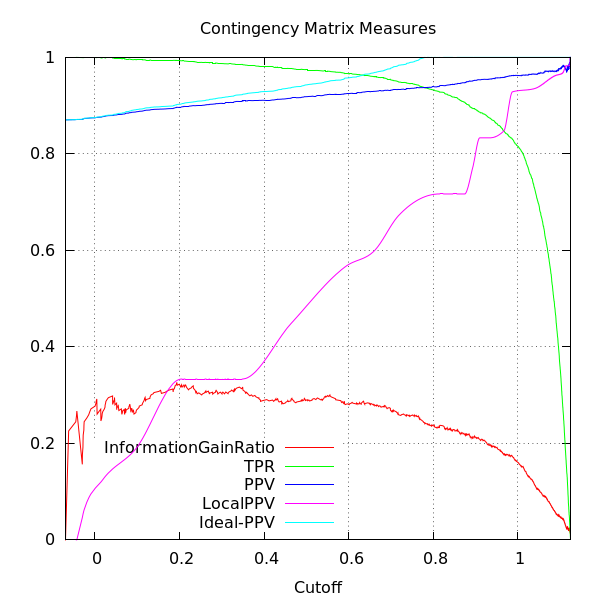 Contingency Matrix Measures
1
0.8
0.6
0.4
0.2
0
InformationGainRatio
TPR
PPV
LocalPPV
Ideal-PPV
0 0.2 0.4 0.6 0.8 1
Cutoff